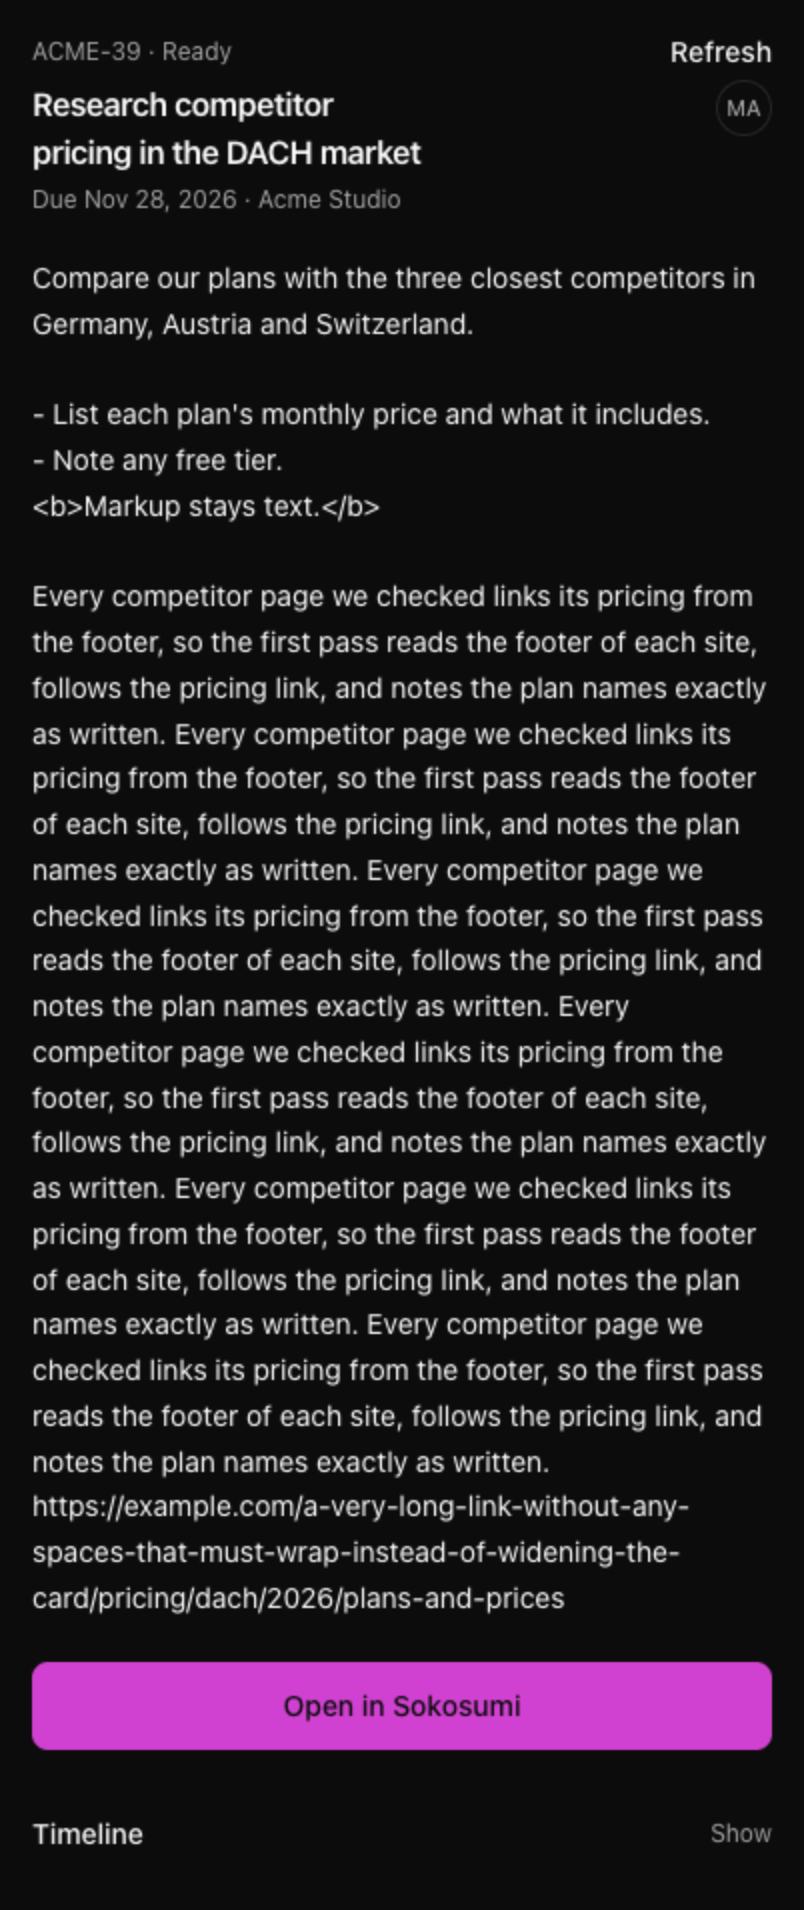 ACME-39 · Ready
Refresh
Research competitor
pricing in the DACH market
MA
Due Nov 28, 2026 · Acme Studio
Compare our plans with the three closest competitors in
Germany, Austria and Switzerland.
- List each plan's monthly price and what it includes.
- Note any free tier.
<b>Markup stays text.</b>
Every competitor page we checked links its pricing from
the footer, so the first pass reads the footer of each site,
follows the pricing link, and notes the plan names exactly
as written. Every competitor page we checked links its
pricing from the footer, so the first pass reads the footer
of each site, follows the pricing link, and notes the plan
names exactly as written. Every competitor page we
checked links its pricing from the footer, so the first pass
reads the footer of each site, follows the pricing link, and
notes the plan names exactly as written. Every
competitor page we checked links its pricing from the
footer, so the first pass reads the footer of each site,
follows the pricing link, and notes the plan names exactly
as written. Every competitor page we checked links its
pricing from the footer, so the first pass reads the footer
of each site, follows the pricing link, and notes the plan
names exactly as written. Every competitor page we
checked links its pricing from the footer, so the first pass
reads the footer of each site, follows the pricing link, and
notes the plan names exactly as written.
https://example.com/a-very-long-link-without-any-
spaces-that-must-wrap-instead-of-widening-the-
card/pricing/dach/2026/plans-and-prices
Open in Sokosumi
Timeline
Show